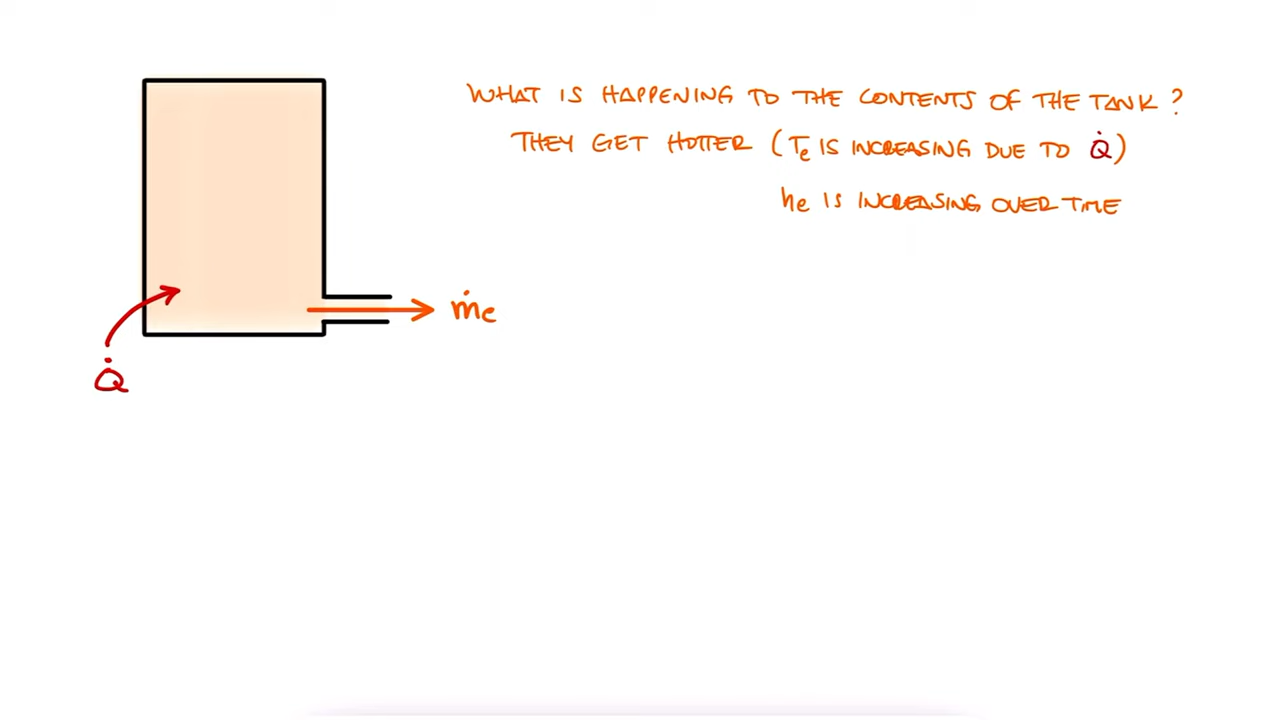 WHAT IS HAPPENING TO THE CONTENTS OF THE TANK?
THEY GET HOTTER (Te IS INCREASING DUE TO Q̇)
he IS INCREASING OVER TIME
ṁe
Q̇